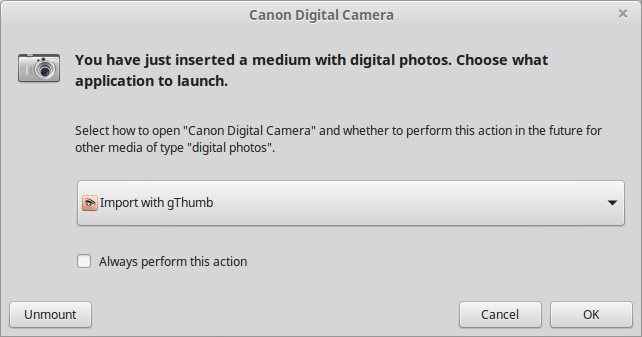 Canon Digital Camera
You have just inserted a medium with digital photos. Choose what
application to launch.
Select how to open "Canon Digital Camera" and whether to perform this action in the future for
other media of type "digital photos".
Import with gThumb
Always perform this action
Unmount
Cancel
OK